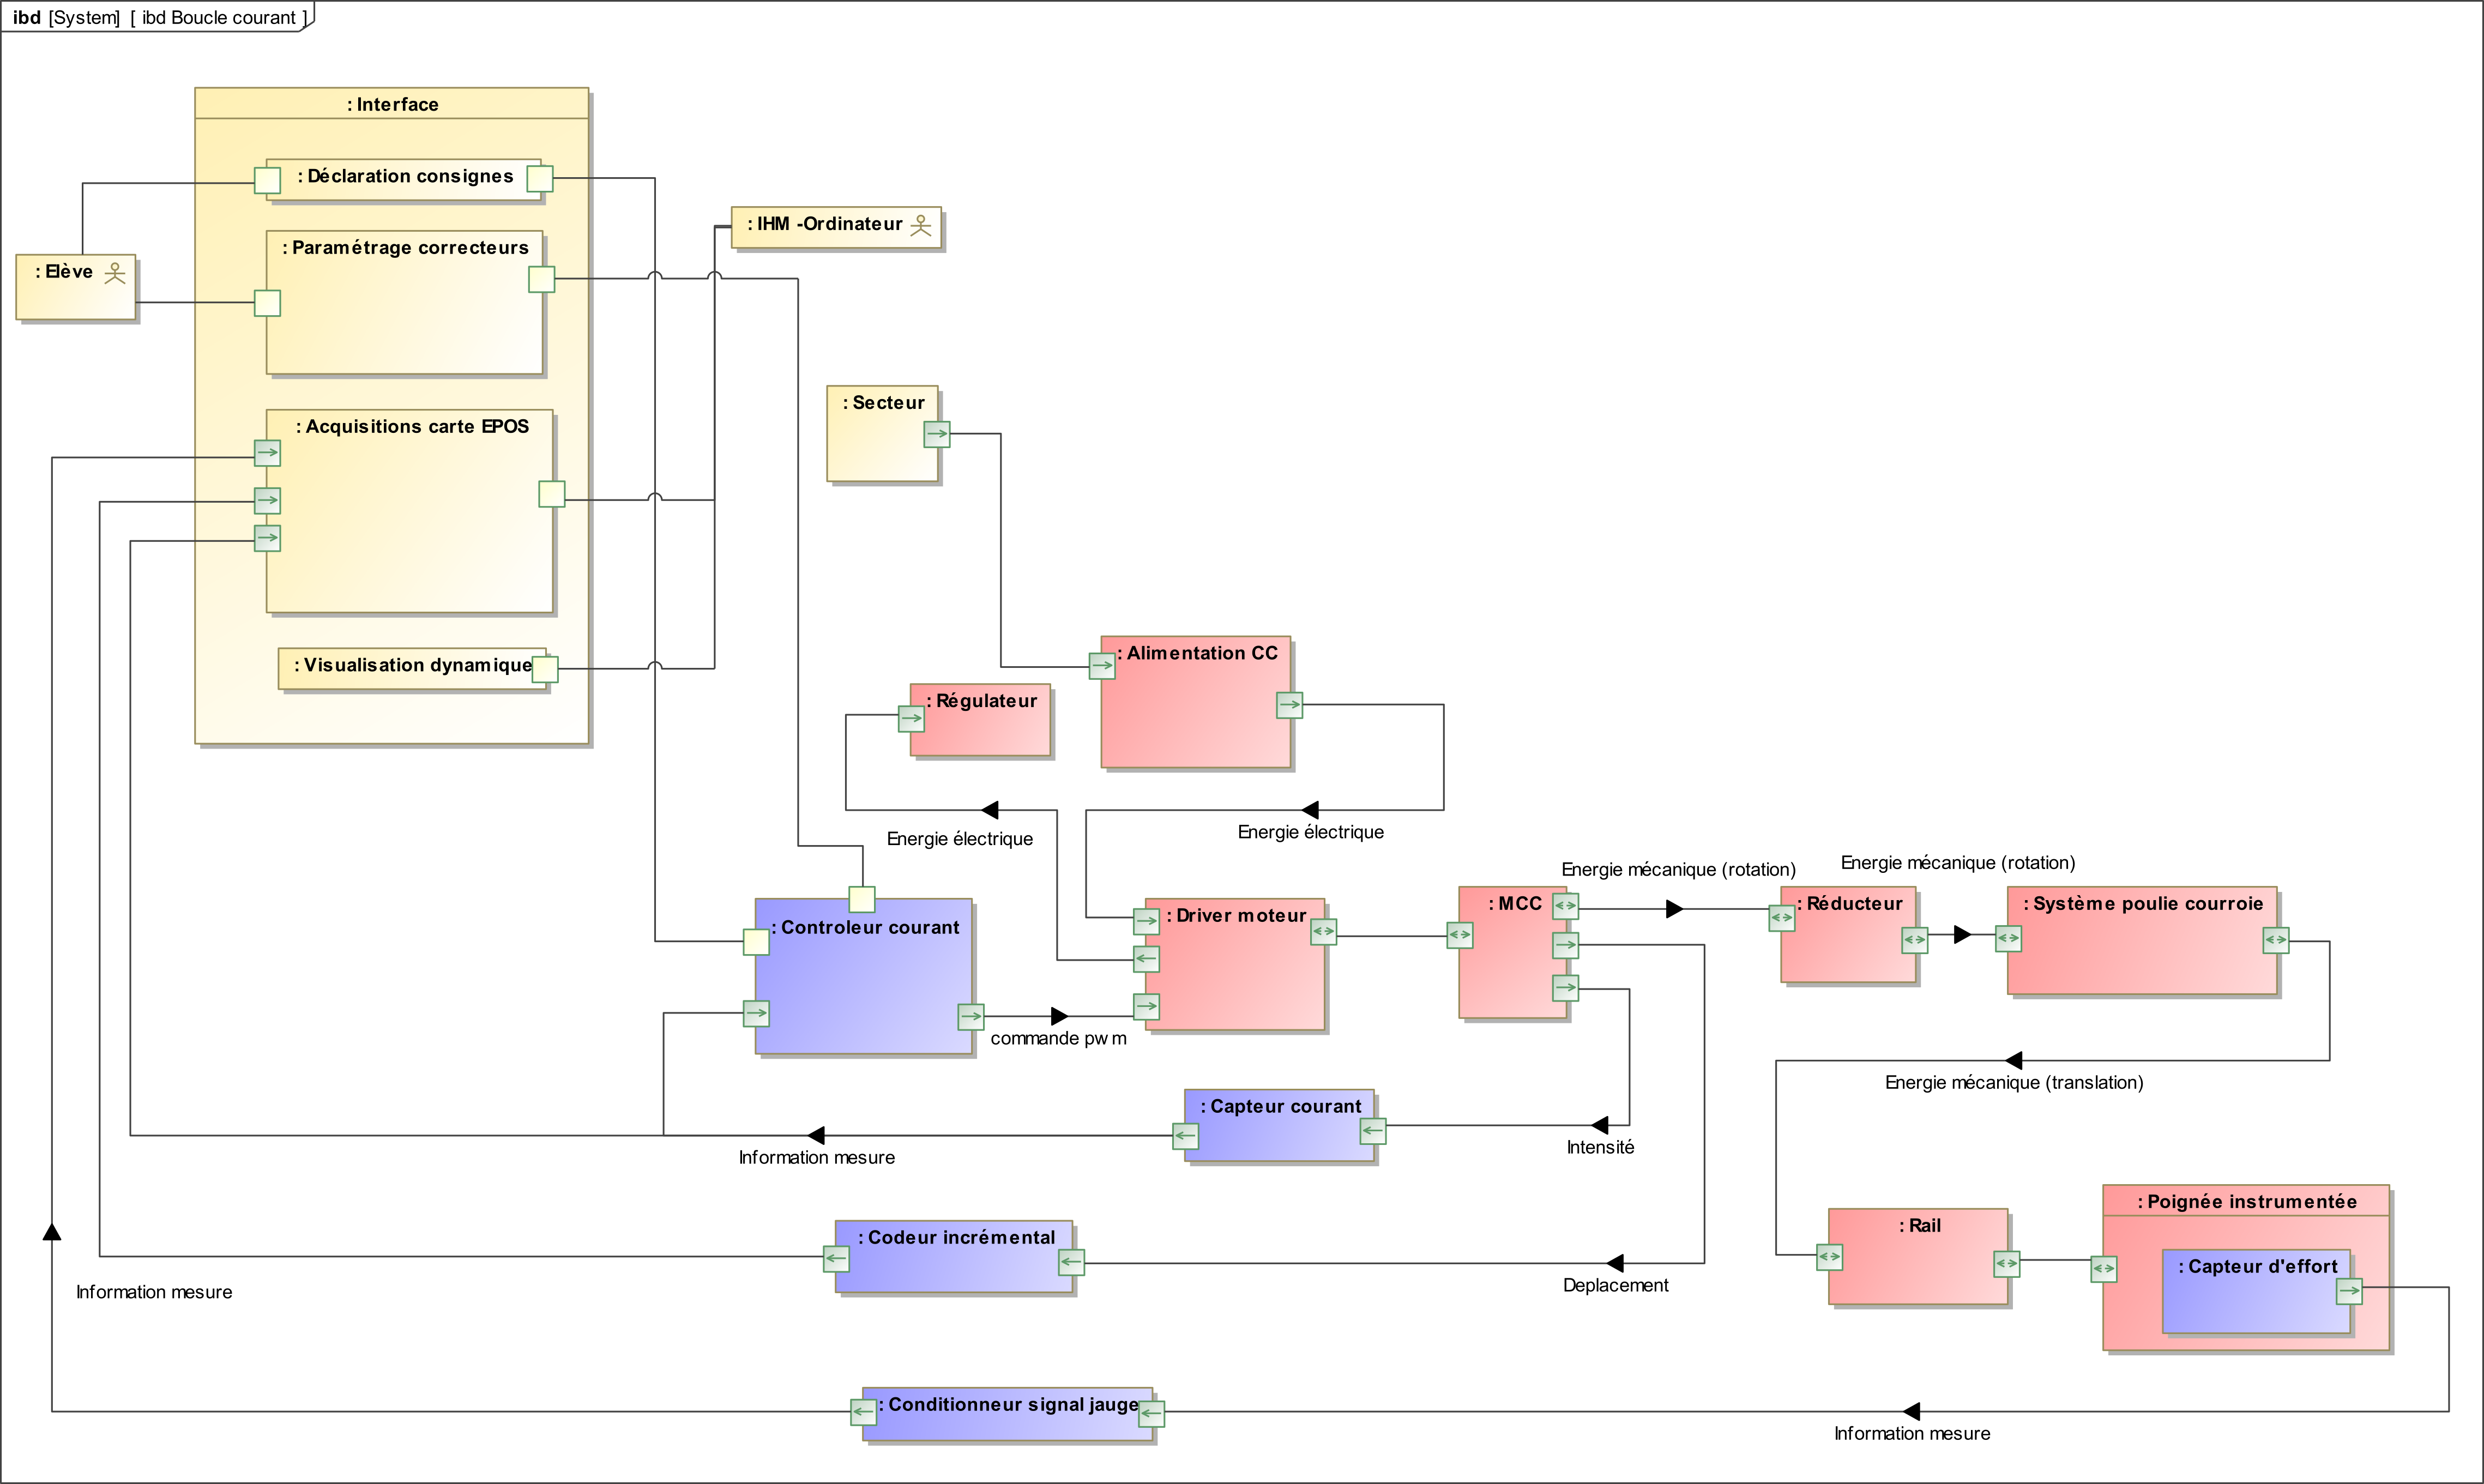 ibd [System] [ ibd Boucle courant ]
: Interface
: Déclaration consignes
: IHM -Ordinateur
: Paramétrage correcteurs
: Elève
: Secteur
: Acquisitions carte EPOS
: Alimentation CC
: Visualisation dynamique
: Régulateur
Energie électrique
Energie électrique
Energie mécanique (rotation)
Energie mécanique (rotation)
: Controleur courant
: Driver moteur
: MCC
: Réducteur
: Système poulie courroie
commande pwm
Energie mécanique (translation)
: Capteur courant
Intensité
Information mesure
: Poignée instrumentée
: Rail
: Codeur incrémental
: Capteur d'effort
Deplacement
Information mesure
: Conditionneur signal jauge
Information mesure